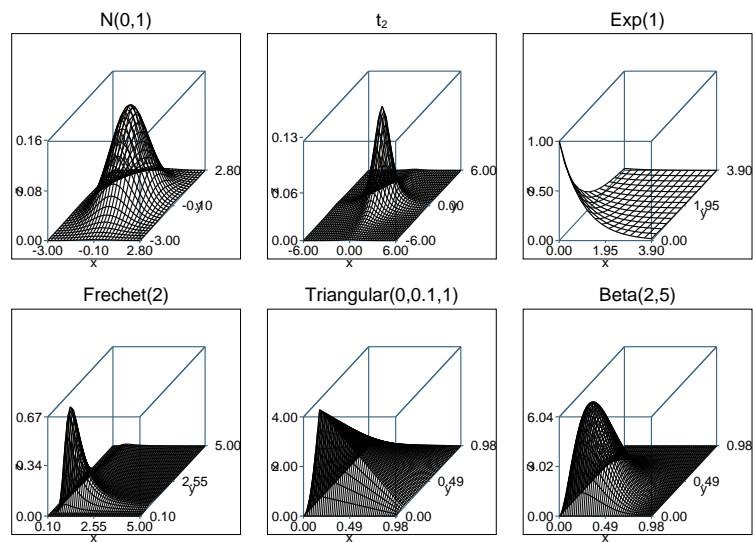 N(0,1)
0.16
0.08
0.00
z
-3.00
-0.10
2.80
x
-3.00
-0.10
2.80
y
t₂
0.13
0.06
0.00
z
-6.00
0.00
6.00
x
-6.00
0.00
6.00
y
Exp(1)
1.00
0.50
0.00
z
0.00
1.95
3.90
x
0.00
1.95
3.90
y
Frechet(2)
0.67
0.34
0.00
z
0.10
2.55
5.00
x
0.10
2.55
5.00
y
Triangular(0,0.1,1)
4.00
2.00
0.00
z
0.00
0.49
0.98
x
0.00
0.49
0.98
y
Beta(2,5)
6.04
3.02
0.00
z
0.00
0.49
0.98
x
0.00
0.49
0.98
y